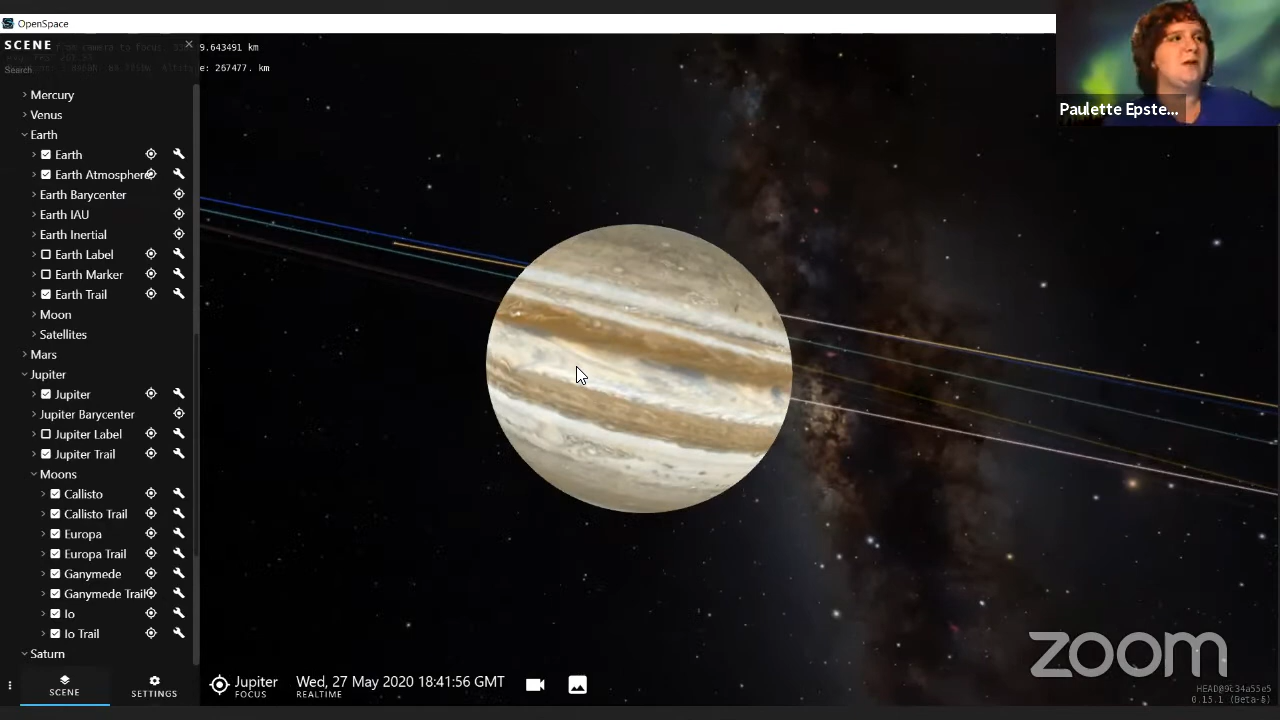 OpenSpace
SCENE
Search
9.643491 km
e: 267477. km
Mercury
Venus
Earth
Earth
Earth Atmosphere
Earth Barycenter
Earth IAU
Earth Inertial
Earth Label
Earth Marker
Earth Trail
Moon
Satellites
Mars
Jupiter
Jupiter
Jupiter Barycenter
Jupiter Label
Jupiter Trail
Moons
Callisto
Callisto Trail
Europa
Europa Trail
Ganymede
Ganymede Trail
Io
Io Trail
Saturn
SCENE
SETTINGS
Jupiter
FOCUS
Wed, 27 May 2020 18:41:56 GMT
REALTIME
Paulette Epste...
zoom
HEAD@9c34a55e5
0.15.1 (Beta-5)